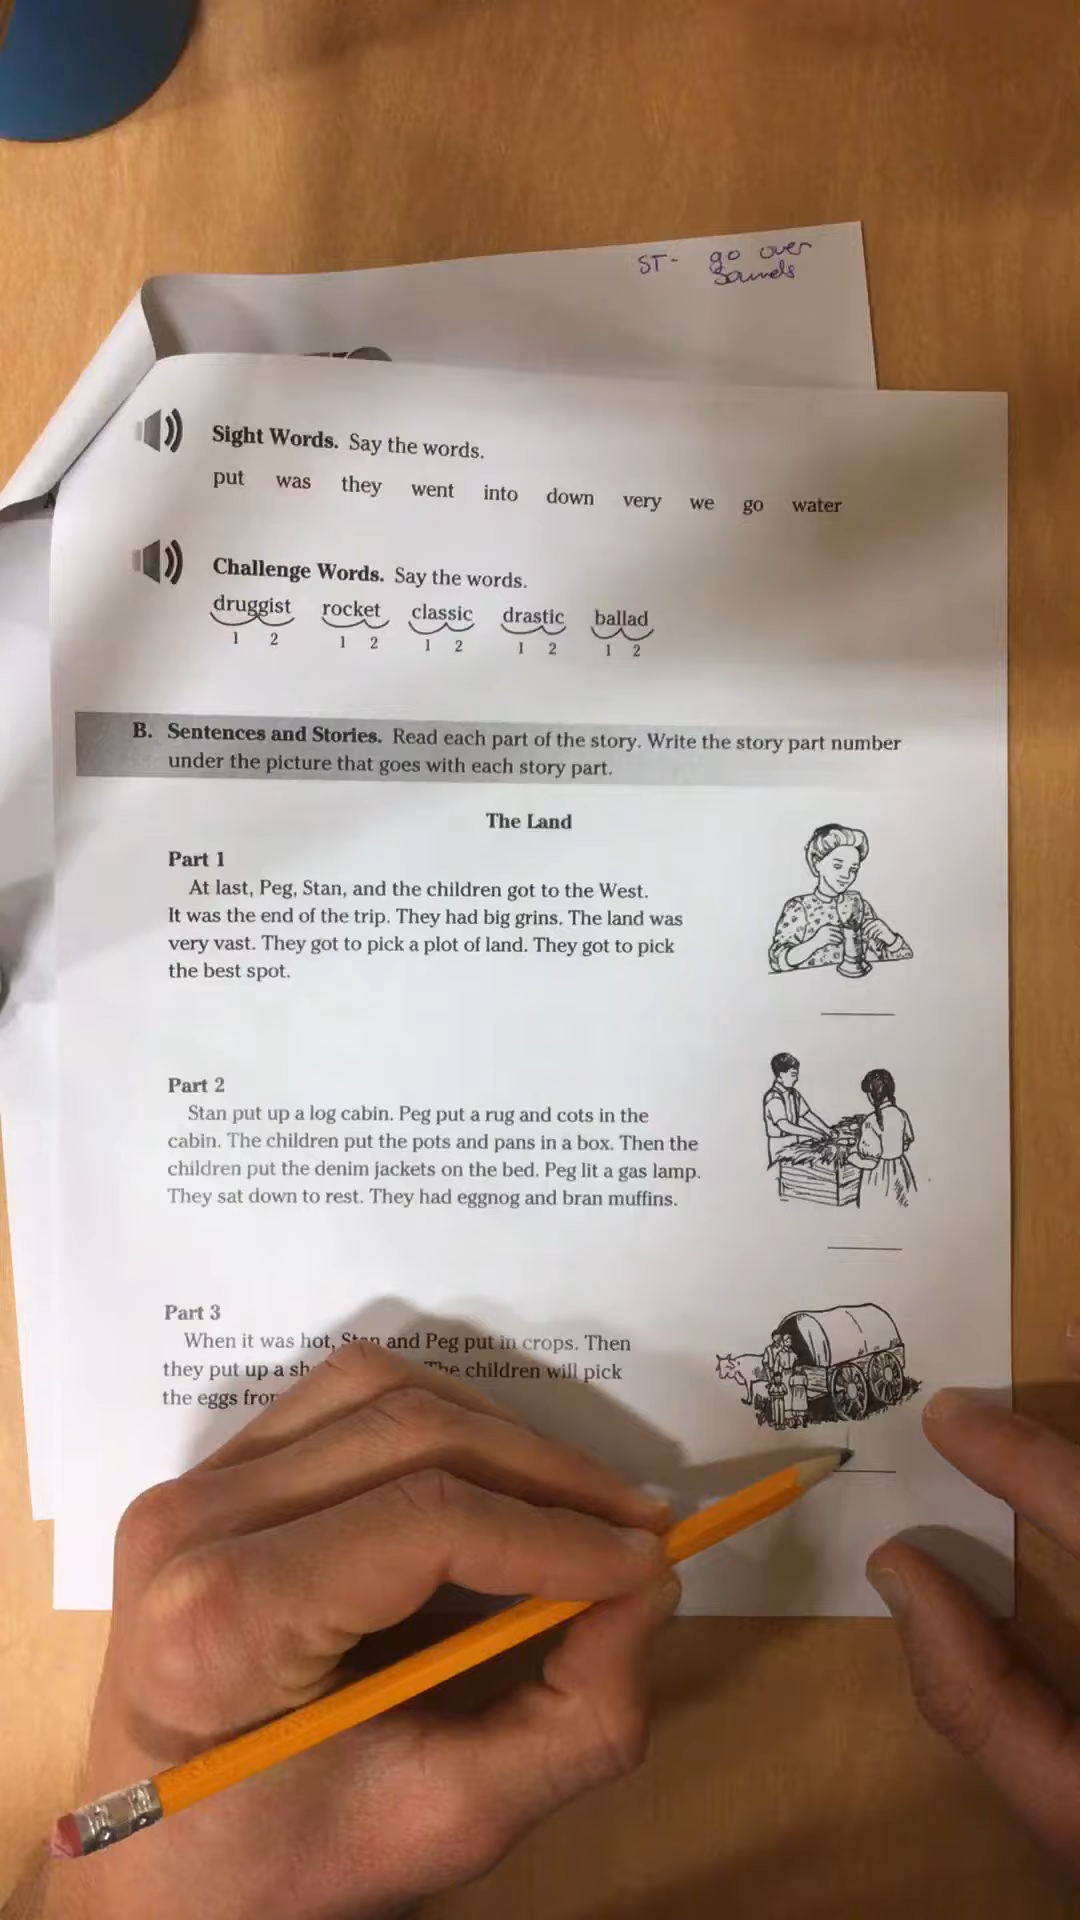 ST- go over
Sounds
Sight Words. Say the words.
put was they went into down very we go water
Challenge Words. Say the words.
druggist rocket classic drastic ballad
1 2 1 2 1 2 1 2 1 2
B. Sentences and Stories. Read each part of the story. Write the story part number
under the picture that goes with each story part.
The Land
Part 1
At last, Peg, Stan, and the children got to the West.
It was the end of the trip. They had big grins. The land was
very vast. They got to pick a plot of land. They got to pick
the best spot.
Part 2
Stan put up a log cabin. Peg put a rug and cots in the
cabin. The children put the pots and pans in a box. Then the
children put the denim jackets on the bed. Peg lit a gas lamp.
They sat down to rest. They had eggnog and bran muffins.
Part 3
When it was hot, Stan and Peg put in crops. Then
they put up a The children will pick
the eggs from